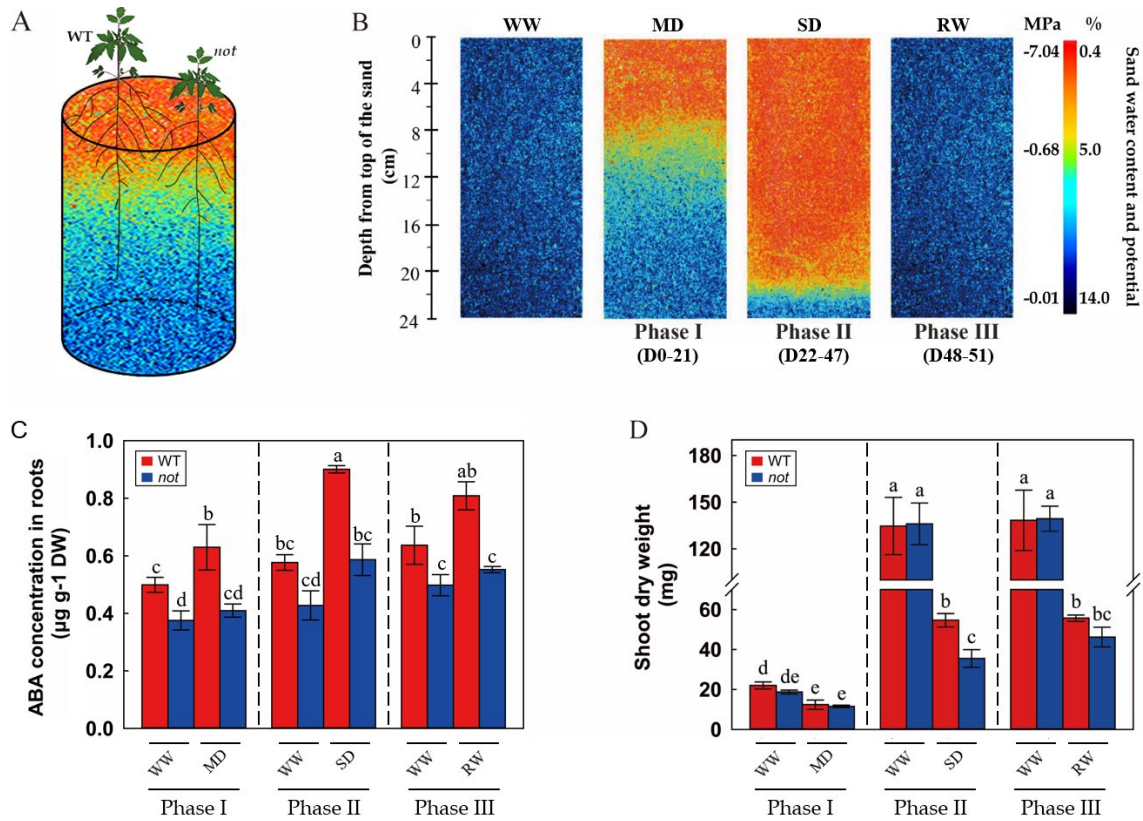 A
WT
not
B
WW
MD
SD
RW
MPa
%
0
4
8
12
16
20
24
Depth from top of the sand
(cm)
-7.04
0.4
-0.68
5.0
-0.01
14.0
Sand water content and potential
Phase I
Phase II
Phase III
(D0-21)
(D22-47)
(D48-51)
C
1.0
0.8
0.6
0.4
0.2
0.0
ABA concentration in roots
(µg g-1 DW)
WT
not
c
d
b
cd
bc
cd
a
bc
b
c
ab
c
WW
MD
WW
SD
WW
RW
Phase I
Phase II
Phase III
D
180
150
120
60
40
20
0
Shoot dry weight
(mg)
WT
not
d
de
e
e
a
a
b
c
a
a
b
bc
WW
MD
WW
SD
WW
RW
Phase I
Phase II
Phase III